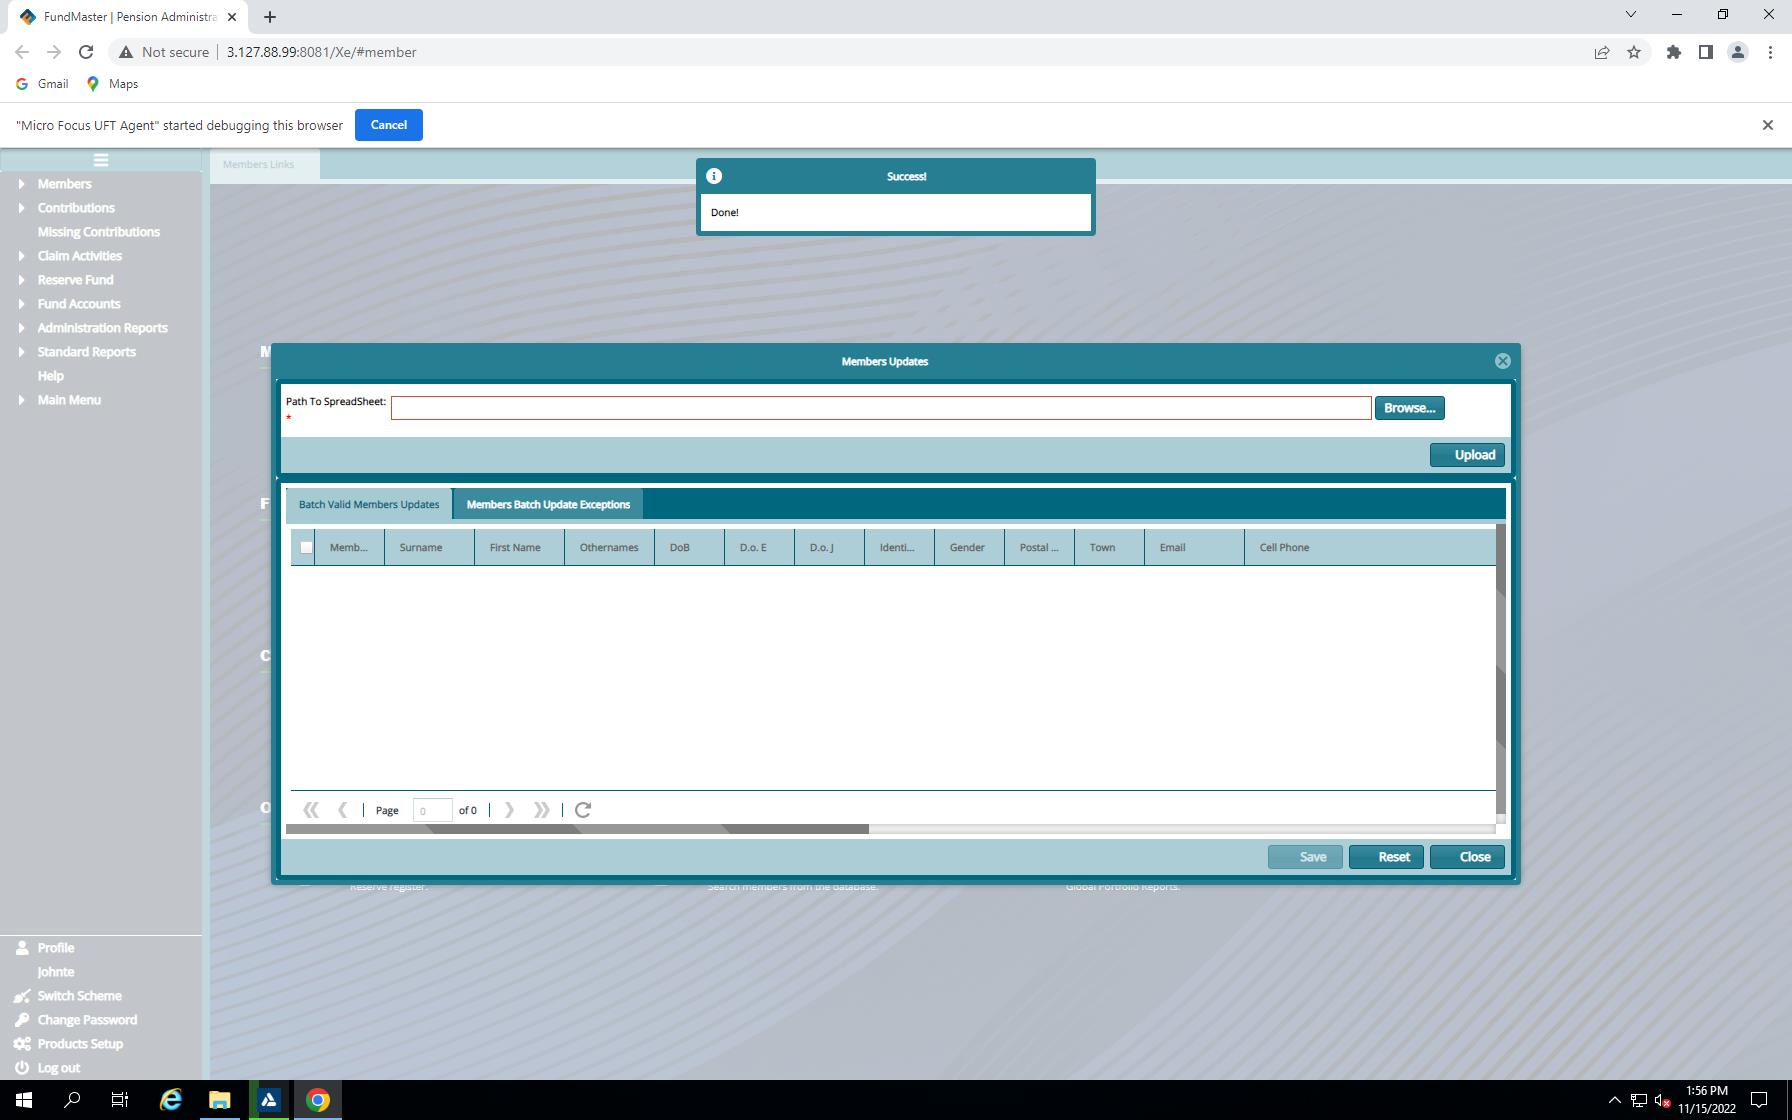 FundMaster | Pension Administra
Not secure
3.127.88.99:8081/Xe/#member
Gmail
Maps
"Micro Focus UFT Agent" started debugging this browser
Cancel
Members Links
Success!
Done!
Members
Contributions
Missing Contributions
Claim Activities
Reserve Fund
Fund Accounts
Administration Reports
Standard Reports
Help
Main Menu
M
F
C
O
Members Updates
Path To SpreadSheet:
*
Browse...
Upload
Batch Valid Members Updates
Members Batch Update Exceptions
Memb...
Surname
First Name
Othernames
DoB
D.o. E
D.o. J
Identi...
Gender
Postal ...
Town
Email
Cell Phone
Page
0
of 0
Save
Reset
Close
Reserve register.
Search members from the database.
Global Portfolio Reports.
Profile
Johnte
Switch Scheme
Change Password
Products Setup
Log out
1:56 PM
11/15/2022